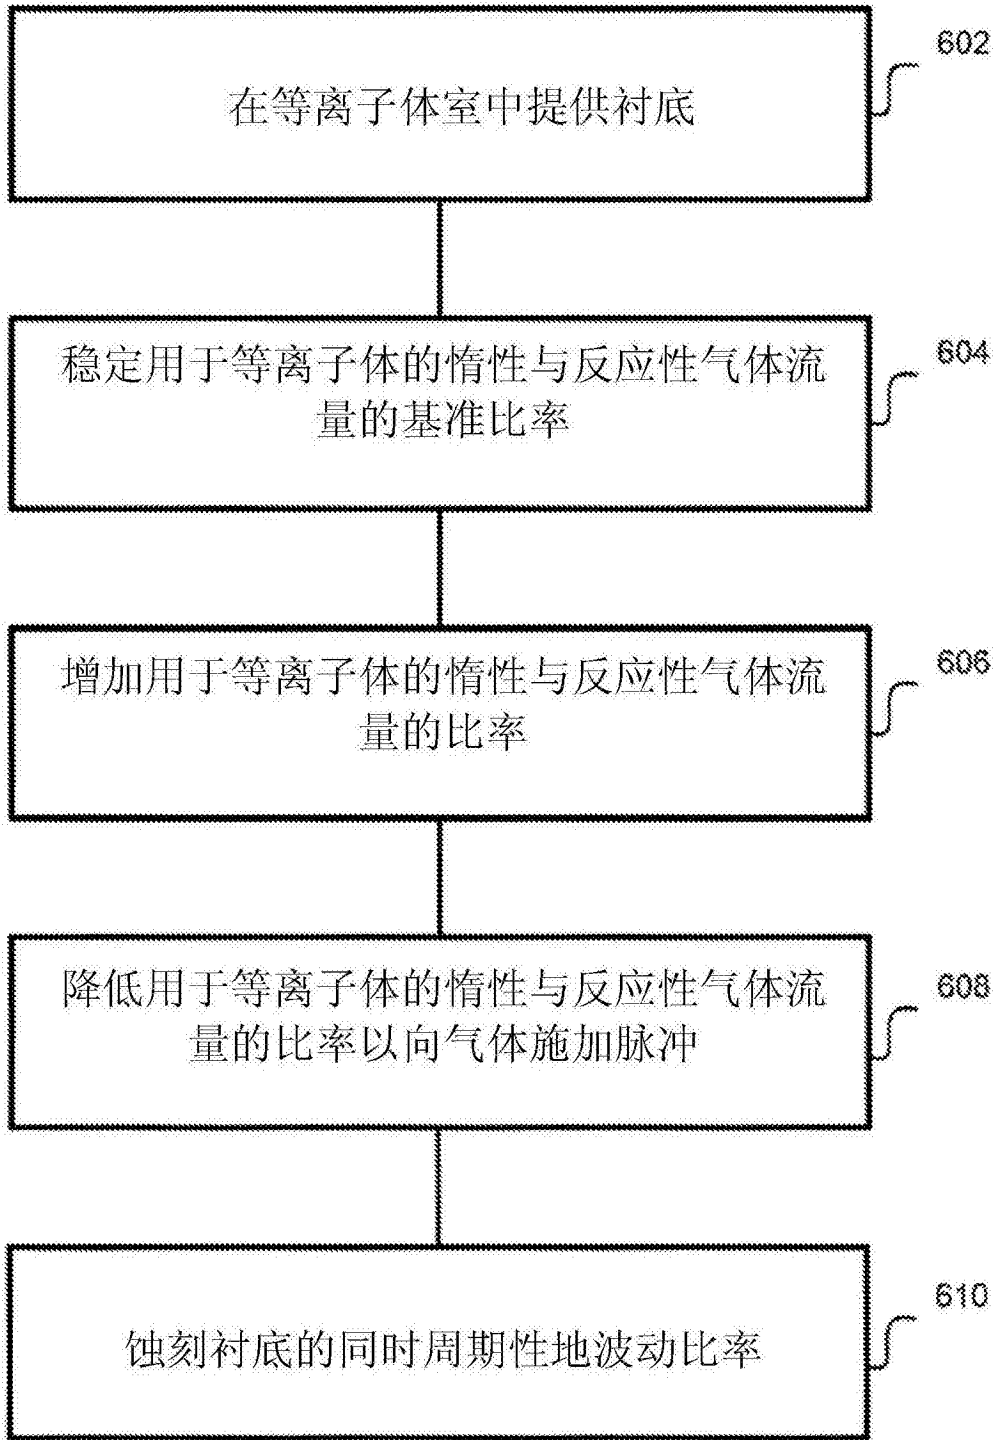 602
在等离子体室中提供衬底
604
稳定用于等离子体的惰性与反应性气体流
量的基准比率
606
增加用于等离子体的惰性与反应性气体流
量的比率
608
降低用于等离子体的惰性与反应性气体流
量的比率以向气体施加脉冲
610
蚀刻衬底的同时周期性地波动比率